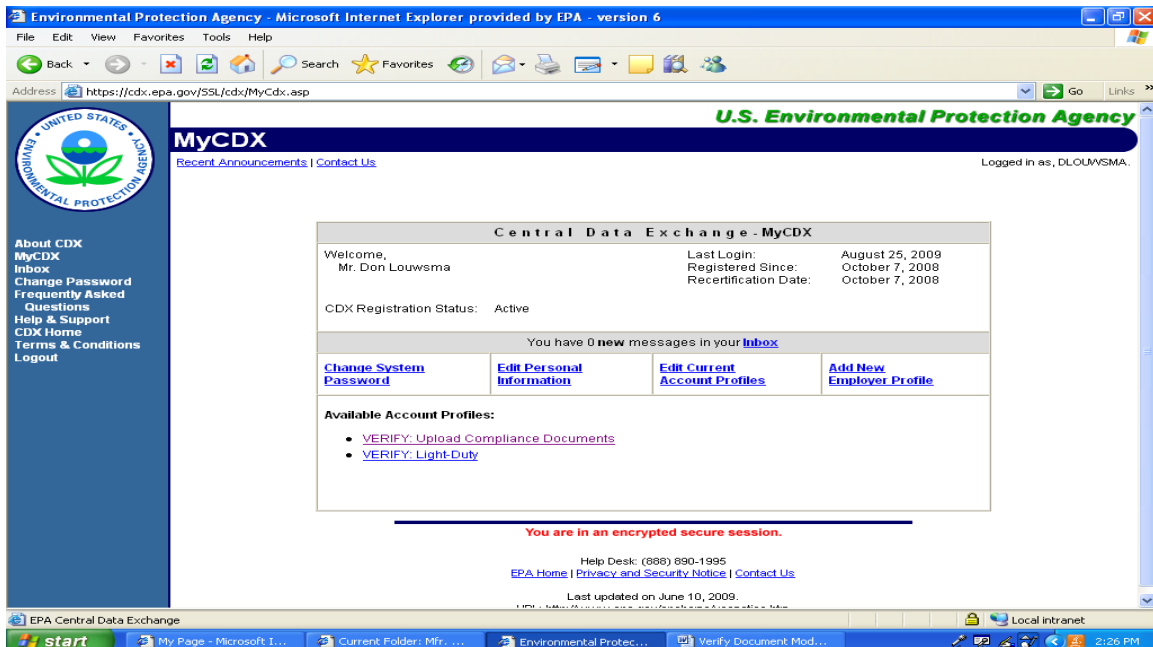 Environmental Protection Agency - Microsoft Internet Explorer provided by EPA - version 6
File Edit View Favorites Tools Help
Back Search Favorites
Address https://cdx.epa.gov/SSL/cdx/MyCdx.asp Go Links »
UNITED STATES ENVIRONMENTAL PROTECTION AGENCY
U.S. Environmental Protection Agency
MyCDX
Recent Announcements | Contact Us
Logged in as, DLOUWSMA.
About CDX
MyCDX
Inbox
Change Password
Frequently Asked
Questions
Help & Support
CDX Home
Terms & Conditions
Logout
Central Data Exchange - MyCDX
Welcome,
Mr. Don Louwsma
Last Login: August 25, 2009
Registered Since: October 7, 2008
Recertification Date: October 7, 2008
CDX Registration Status: Active
You have 0 new messages in your Inbox
Change System
Password
Edit Personal
Information
Edit Current
Account Profiles
Add New
Employer Profile
Available Account Profiles:
• VERIFY: Upload Compliance Documents
• VERIFY: Light-Duty
You are in an encrypted secure session.
Help Desk: (888) 890-1995
EPA Home | Privacy and Security Notice | Contact Us
Last updated on June 10, 2009.
EPA Central Data Exchange
Local intranet
start
My Page - Microsoft I...
Current Folder: Mfr. ...
Environmental Protec...
Verify Document Mod...
2:26 PM